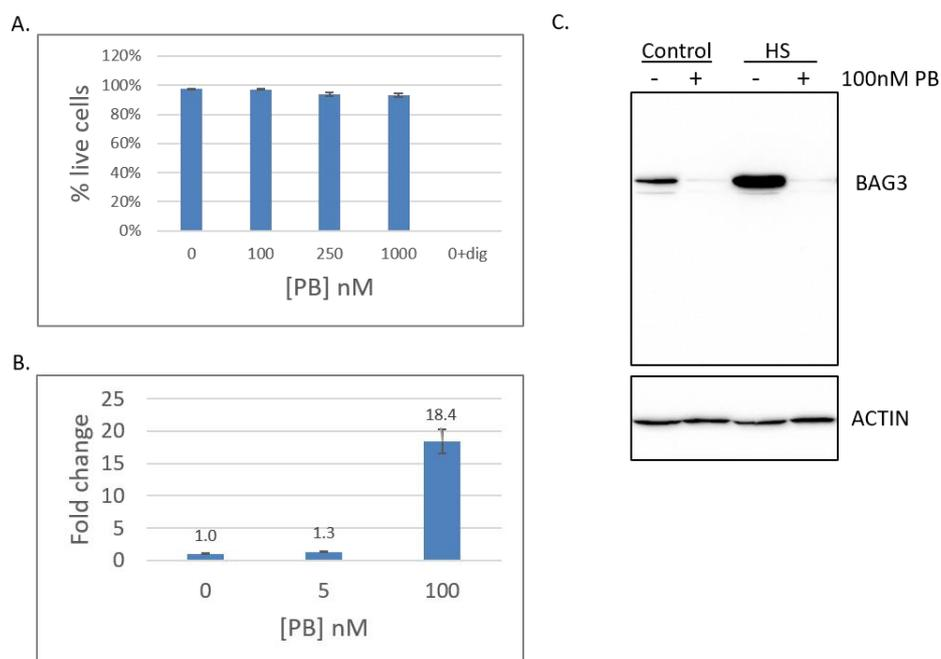 A.
120%
100%
80%
60%
40%
20%
0%
% live cells
0 100 250 1000 0+dig
[PB] nM
B.
25
20
15
10
5
0
Fold change
1.0 1.3 18.4
0 5 100
[PB] nM
C.
Control HS
- + - + 100nM PB
BAG3
ACTIN